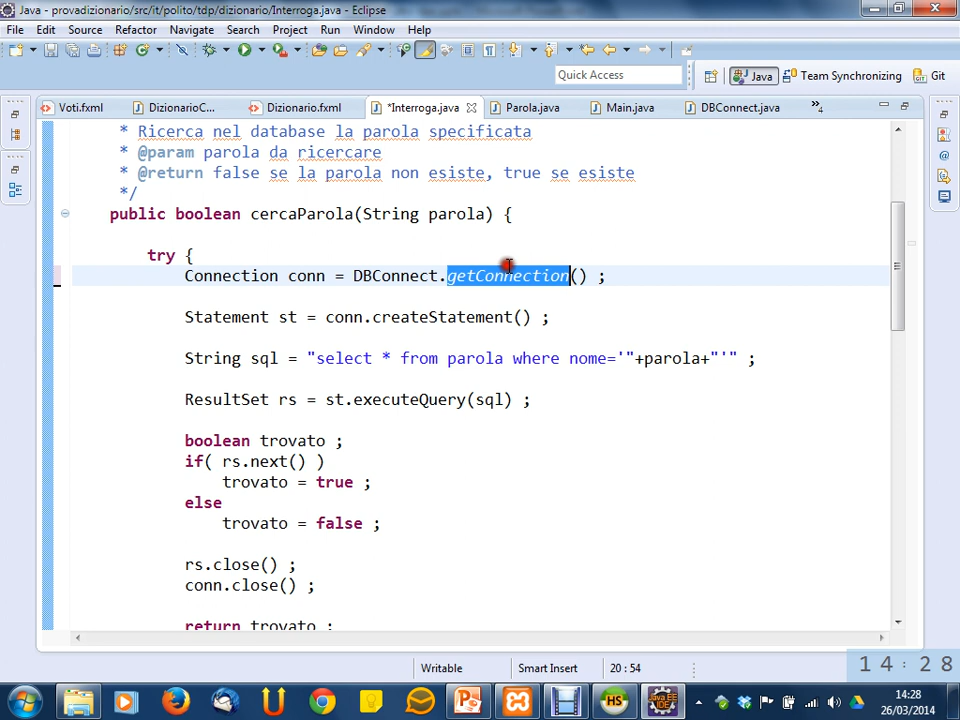 Java - provadizionario/src/it/polito/tdp/dizionario/Interroga.java - Eclipse
File Edit Source Refactor Navigate Search Project Run Window Help
Quick Access Java Team Synchronizing Git
Voti.fxml DizionarioC... Dizionario.fxml *Interroga.java Parola.java Main.java DBConnect.java »4
* Ricerca nel database la parola specificata
* @param parola da ricercare
* @return false se la parola non esiste, true se esiste
*/
public boolean cercaParola(String parola) {
try {
Connection conn = DBConnect.getConnection() ;
Statement st = conn.createStatement() ;
String sql = "select * from parola where nome='"+parola+"'" ;
ResultSet rs = st.executeQuery(sql) ;
boolean trovato ;
if( rs.next() )
trovato = true ;
else
trovato = false ;
rs.close() ;
conn.close() ;
return trovato ;
Writable Smart Insert 20 : 54
14:28
HS Java EE IDE 14:28
26/03/2014